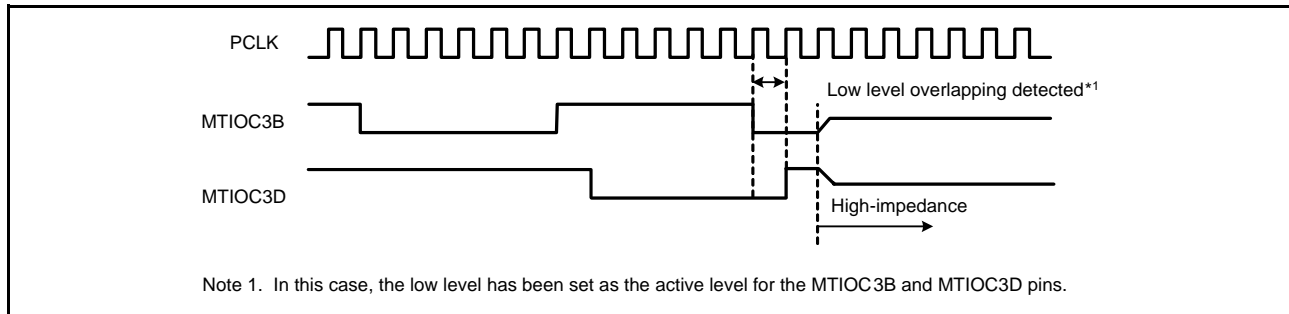 PCLK
Low level overlapping detected*1
MTIOC3B
MTIOC3D
High-impedance
Note 1. In this case, the low level has been set as the active level for the MTIOC3B and MTIOC3D pins.